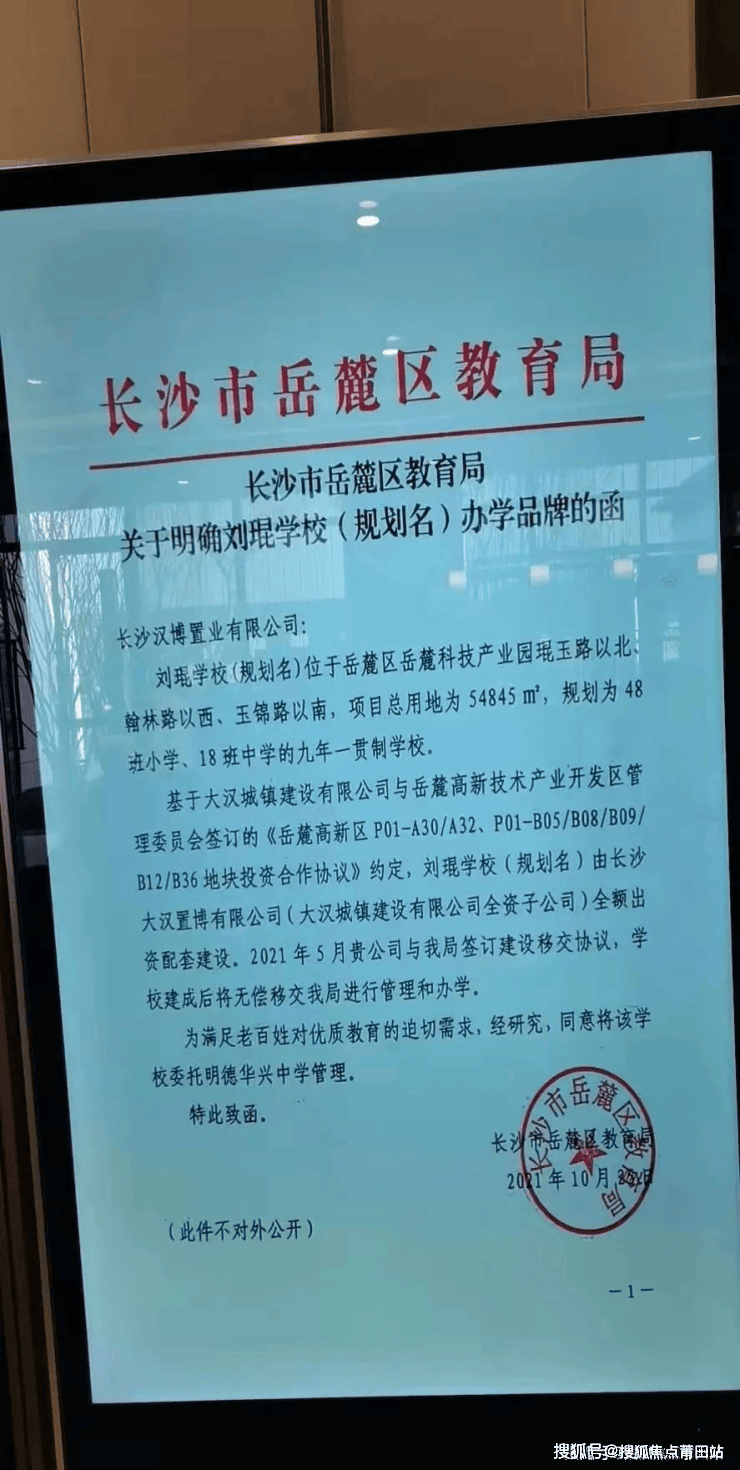 长沙市岳麓区教育局
长沙市岳麓区教育局
关于明确刘琨学校（规划名）办学品牌的函
长沙汉博置业有限公司：
刘琨学校(规划名)位于岳麓区岳麓科技产业园琨玉路以北、
翰林路以西、玉锦路以南，项目总用地为 54845 ㎡，规划为 48
班小学、18 班中学的九年一贯制学校。
基于大汉城镇建设有限公司与岳麓高新技术产业开发区管
理委员会签订的《岳麓高新区 P01-A30/A32、P01-B05/B08/B09/
B12/B36 地块投资合作协议》约定，刘琨学校（规划名）由长沙
大汉置博有限公司（大汉城镇建设有限公司全资子公司）全额出
资配套建设。2021 年 5 月贵公司与我局签订建设移交协议，学
校建成后将无偿移交我局进行管理和办学。
为满足老百姓对优质教育的迫切需求，经研究，同意将该学
校委托明德华兴中学管理。
特此致函。
长沙市岳麓区教育局
长沙市岳麓区教育局
2021 年 10 月 日
（此件不对外公开）
－1－
搜狐号@搜狐焦点莆田站